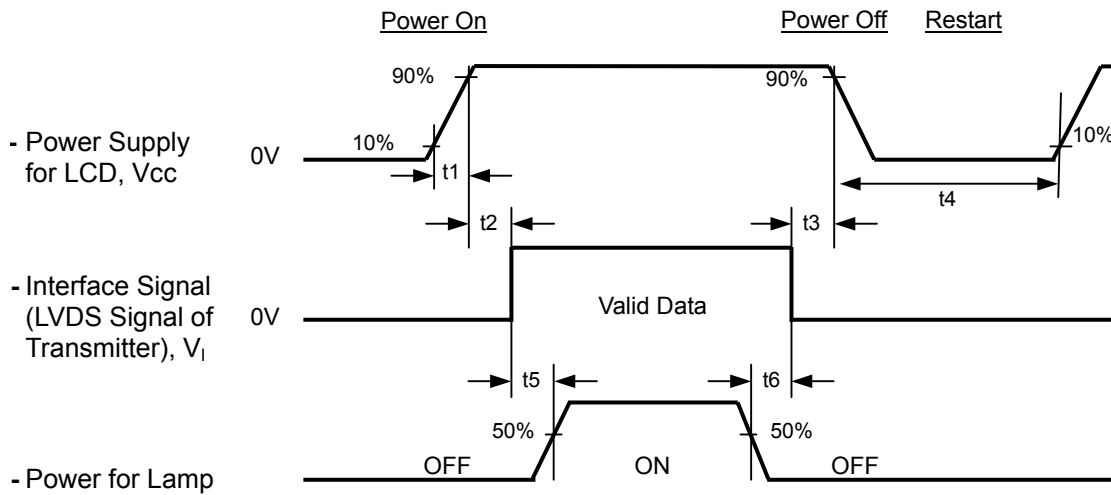 Power On
Power Off
Restart
90%
90%
- Power Supply
for LCD, Vcc
0V
10%
10%
t1
t4
t2
t3
- Interface Signal
(LVDS Signal of
Transmitter), VI
0V
Valid Data
t5
t6
50%
50%
- Power for Lamp
OFF
ON
OFF